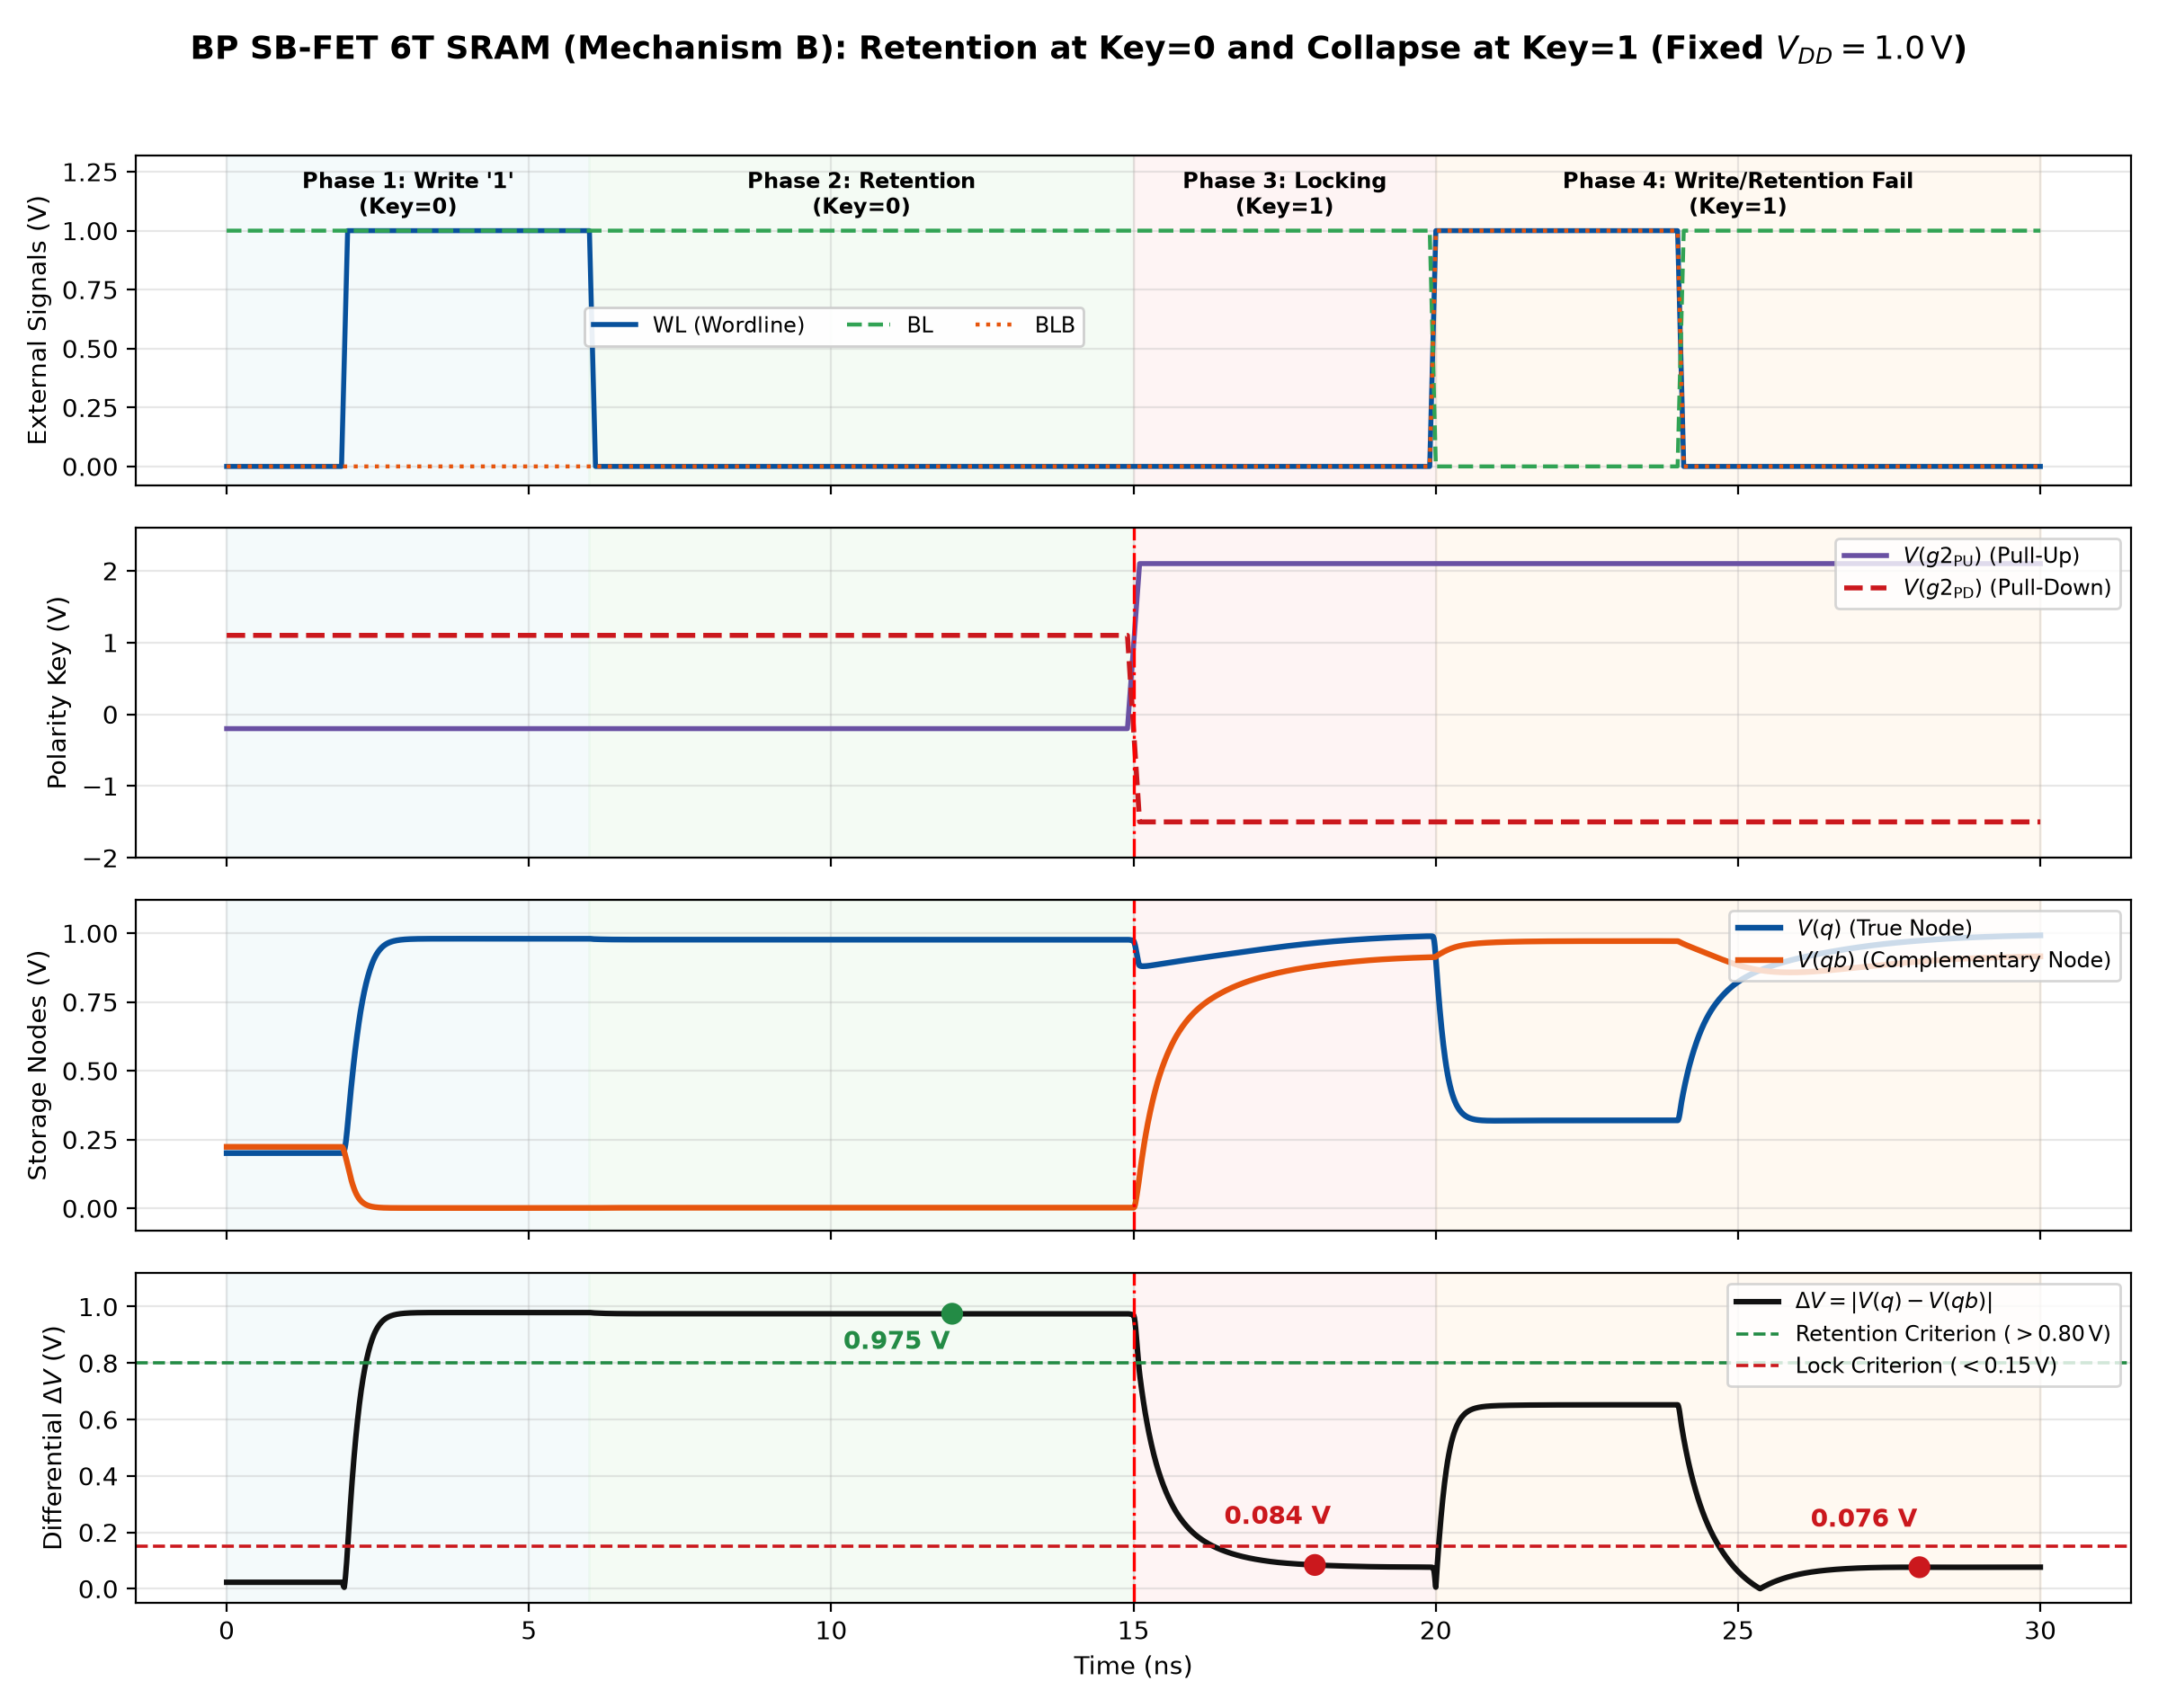 BP SB-FET 6T SRAM (Mechanism B): Retention at Key=0 and Collapse at Key=1 (Fixed V_DD = 1.0 V)
External Signals (V)
1.25
1.00
0.75
0.50
0.25
0.00
Phase 1: Write '1'
(Key=0)
Phase 2: Retention
(Key=0)
Phase 3: Locking
(Key=1)
Phase 4: Write/Retention Fail
(Key=1)
WL (Wordline)
BL
BLB
Polarity Key (V)
2
1
0
−1
−2
V(g2_PU) (Pull-Up)
V(g2_PD) (Pull-Down)
Storage Nodes (V)
1.00
0.75
0.50
0.25
0.00
V(q) (True Node)
V(qb) (Complementary Node)
Differential ΔV (V)
1.0
0.8
0.6
0.4
0.2
0.0
ΔV = |V(q) − V(qb)|
Retention Criterion (> 0.80 V)
Lock Criterion (< 0.15 V)
0.975 V
0.084 V
0.076 V
0
5
10
15
20
25
30
Time (ns)